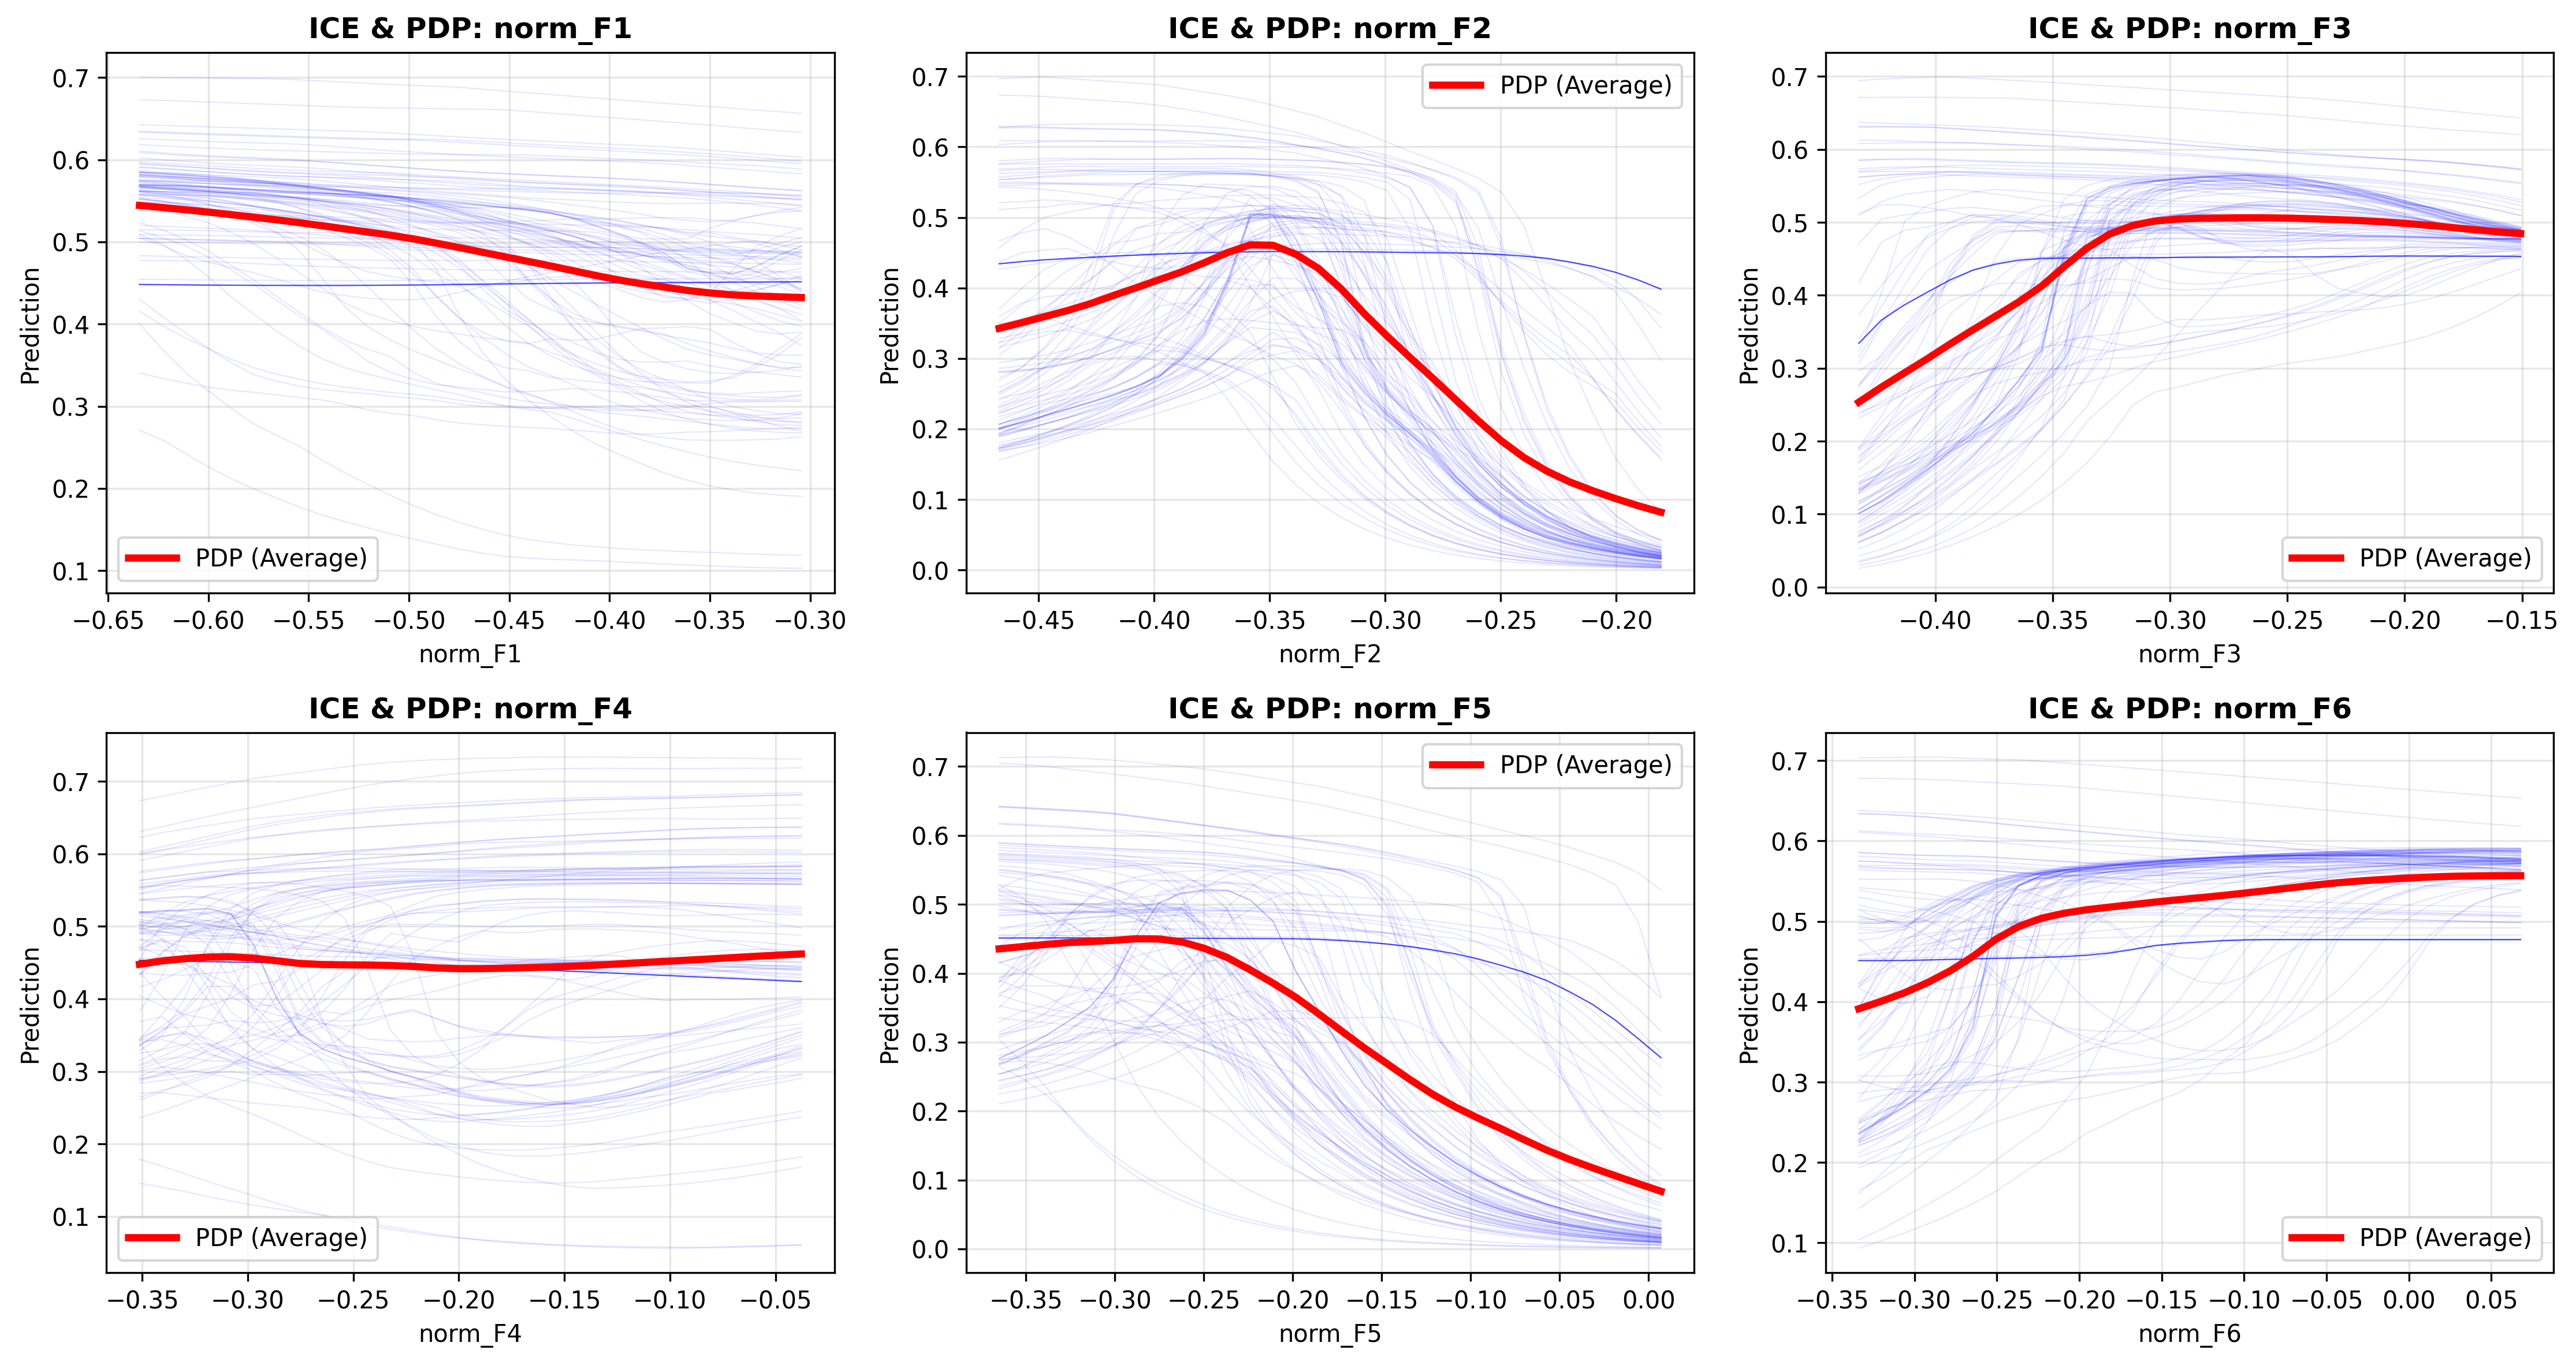 ICE & PDP: norm_F1
0.7
0.6
0.5
0.4
0.3
0.2
0.1
Prediction
PDP (Average)
−0.65 −0.60 −0.55 −0.50 −0.45 −0.40 −0.35 −0.30
norm_F1
ICE & PDP: norm_F2
PDP (Average)
0.7
0.6
0.5
0.4
0.3
0.2
0.1
0.0
Prediction
−0.45 −0.40 −0.35 −0.30 −0.25 −0.20
norm_F2
ICE & PDP: norm_F3
0.7
0.6
0.5
0.4
0.3
0.2
0.1
0.0
Prediction
PDP (Average)
−0.40 −0.35 −0.30 −0.25 −0.20 −0.15
norm_F3
ICE & PDP: norm_F4
0.7
0.6
0.5
0.4
0.3
0.2
0.1
Prediction
PDP (Average)
−0.35 −0.30 −0.25 −0.20 −0.15 −0.10 −0.05
norm_F4
ICE & PDP: norm_F5
PDP (Average)
0.7
0.6
0.5
0.4
0.3
0.2
0.1
0.0
Prediction
−0.35 −0.30 −0.25 −0.20 −0.15 −0.10 −0.05 0.00
norm_F5
ICE & PDP: norm_F6
0.7
0.6
0.5
0.4
0.3
0.2
0.1
Prediction
PDP (Average)
−0.35 −0.30 −0.25 −0.20 −0.15 −0.10 −0.05 0.00 0.05
norm_F6